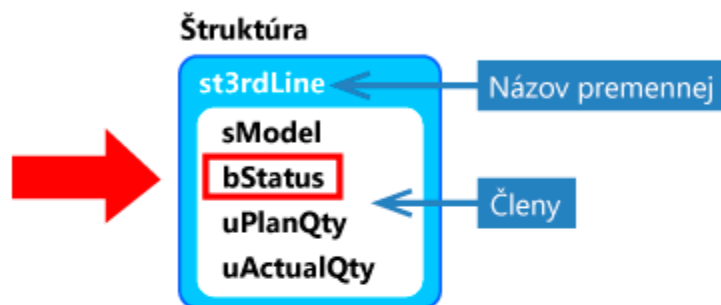 Štruktúra
st3rdLine
Názov premennej
sModel
bStatus
Členy
uPlanQty
uActualQty